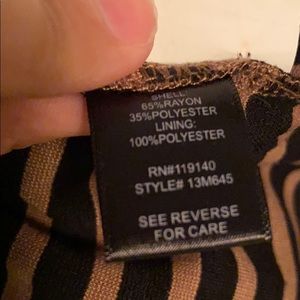 SHELL:
65%RAYON
35%POLYESTER
LINING:
100%POLYESTER
RN#119140
STYLE# 13M645
SEE REVERSE
FOR CARE